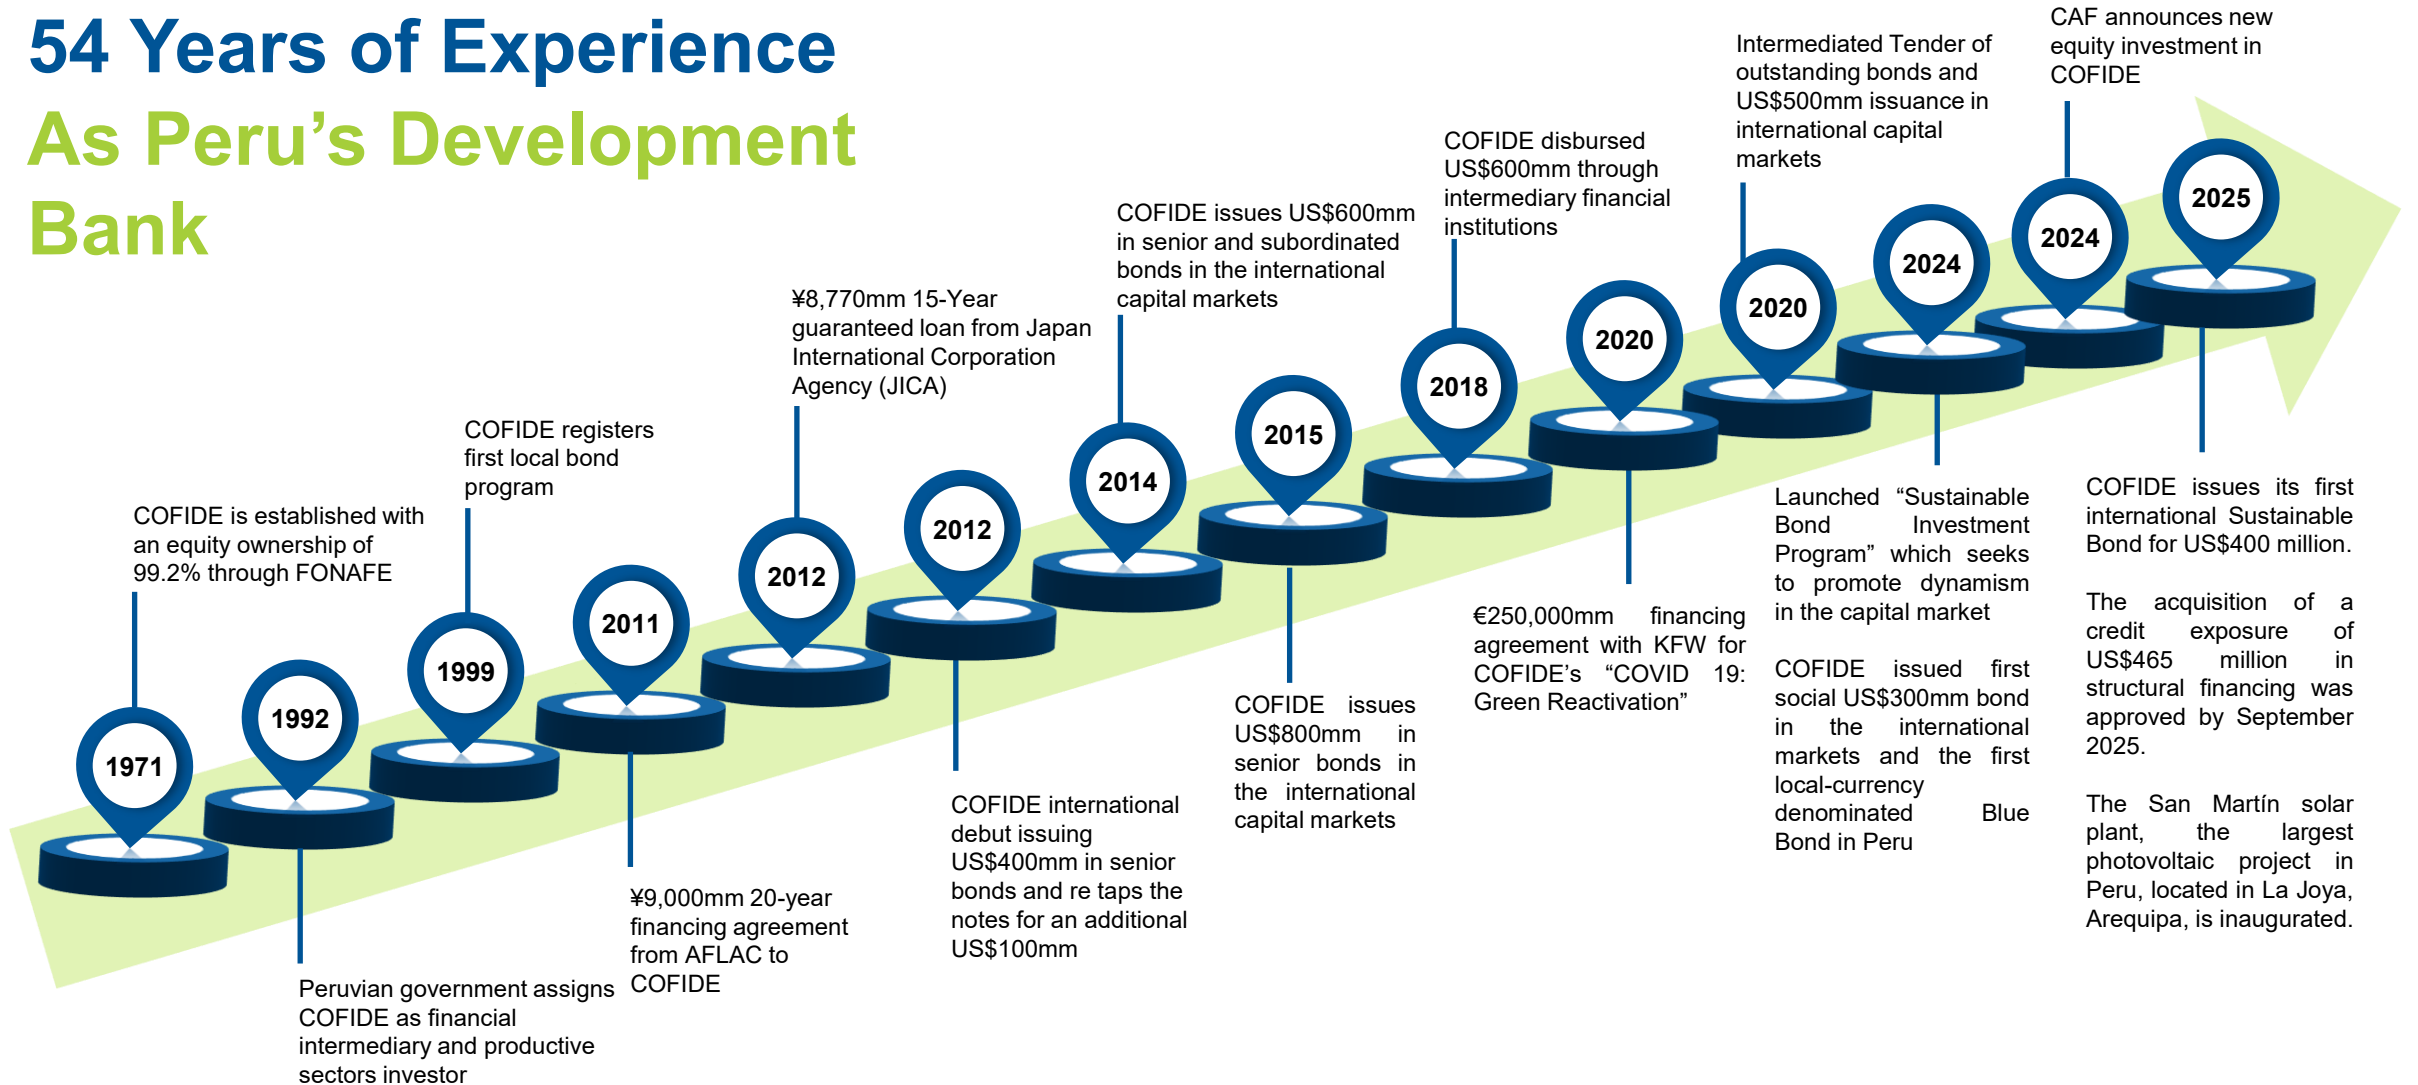 54 Years of Experience
As Peru’s Development
Bank
1971
COFIDE is established with
an equity ownership of
99.2% through FONAFE
1992
Peruvian government assigns
COFIDE as financial
intermediary and productive
sectors investor
1999
COFIDE registers
first local bond
program
2011
¥9,000mm 20-year
financing agreement
from AFLAC to
COFIDE
2012
¥8,770mm 15-Year
guaranteed loan from Japan
International Corporation
Agency (JICA)
2012
COFIDE international
debut issuing
US$400mm in senior
bonds and re taps the
notes for an additional
US$100mm
2014
COFIDE issues US$600mm
in senior and subordinated
bonds in the international
capital markets
2015
COFIDE issues
US$800mm in
senior bonds in
the international
capital markets
2018
COFIDE disbursed
US$600mm through
intermediary financial
institutions
2020
€250,000mm financing
agreement with KFW for
COFIDE’s “COVID 19:
Green Reactivation”
2020
Intermediated Tender of
outstanding bonds and
US$500mm issuance in
international capital
markets
2024
Launched “Sustainable
Bond Investment
Program” which seeks
to promote dynamism
in the capital market
COFIDE issued first
social US$300mm bond
in the international
markets and the first
local-currency
denominated Blue
Bond in Peru
2024
CAF announces new
equity investment in
COFIDE
2025
COFIDE issues its first
international Sustainable
Bond for US$400 million.
The acquisition of a
credit exposure of
US$465 million in
structural financing was
approved by September
2025.
The San Martín solar
plant, the largest
photovoltaic project in
Peru, located in La Joya,
Arequipa, is inaugurated.